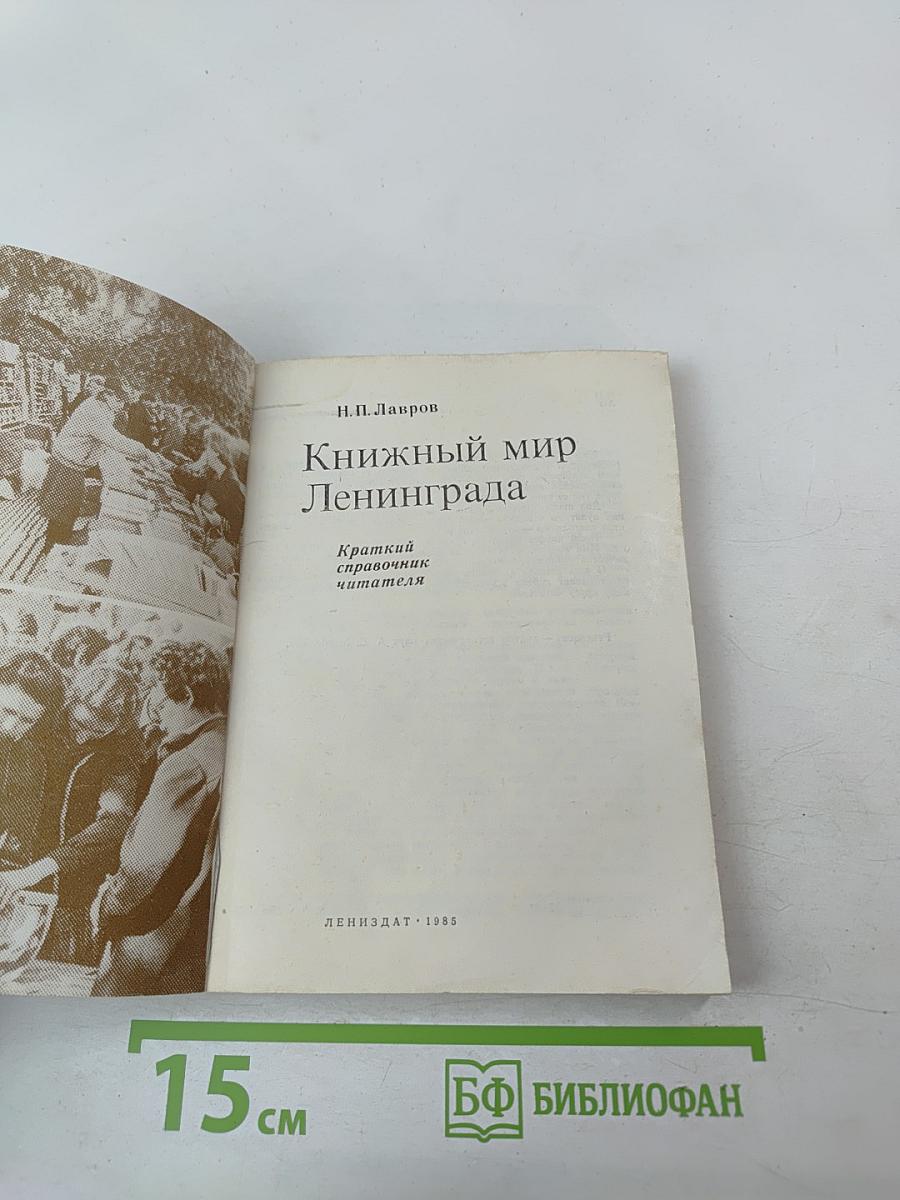 Н. П. Лавров
Книжный мир
Ленинграда
Краткий
справочник
читателя
ЛЕНИЗДАТ · 1985
15 см
БФ БИБЛИОФАН